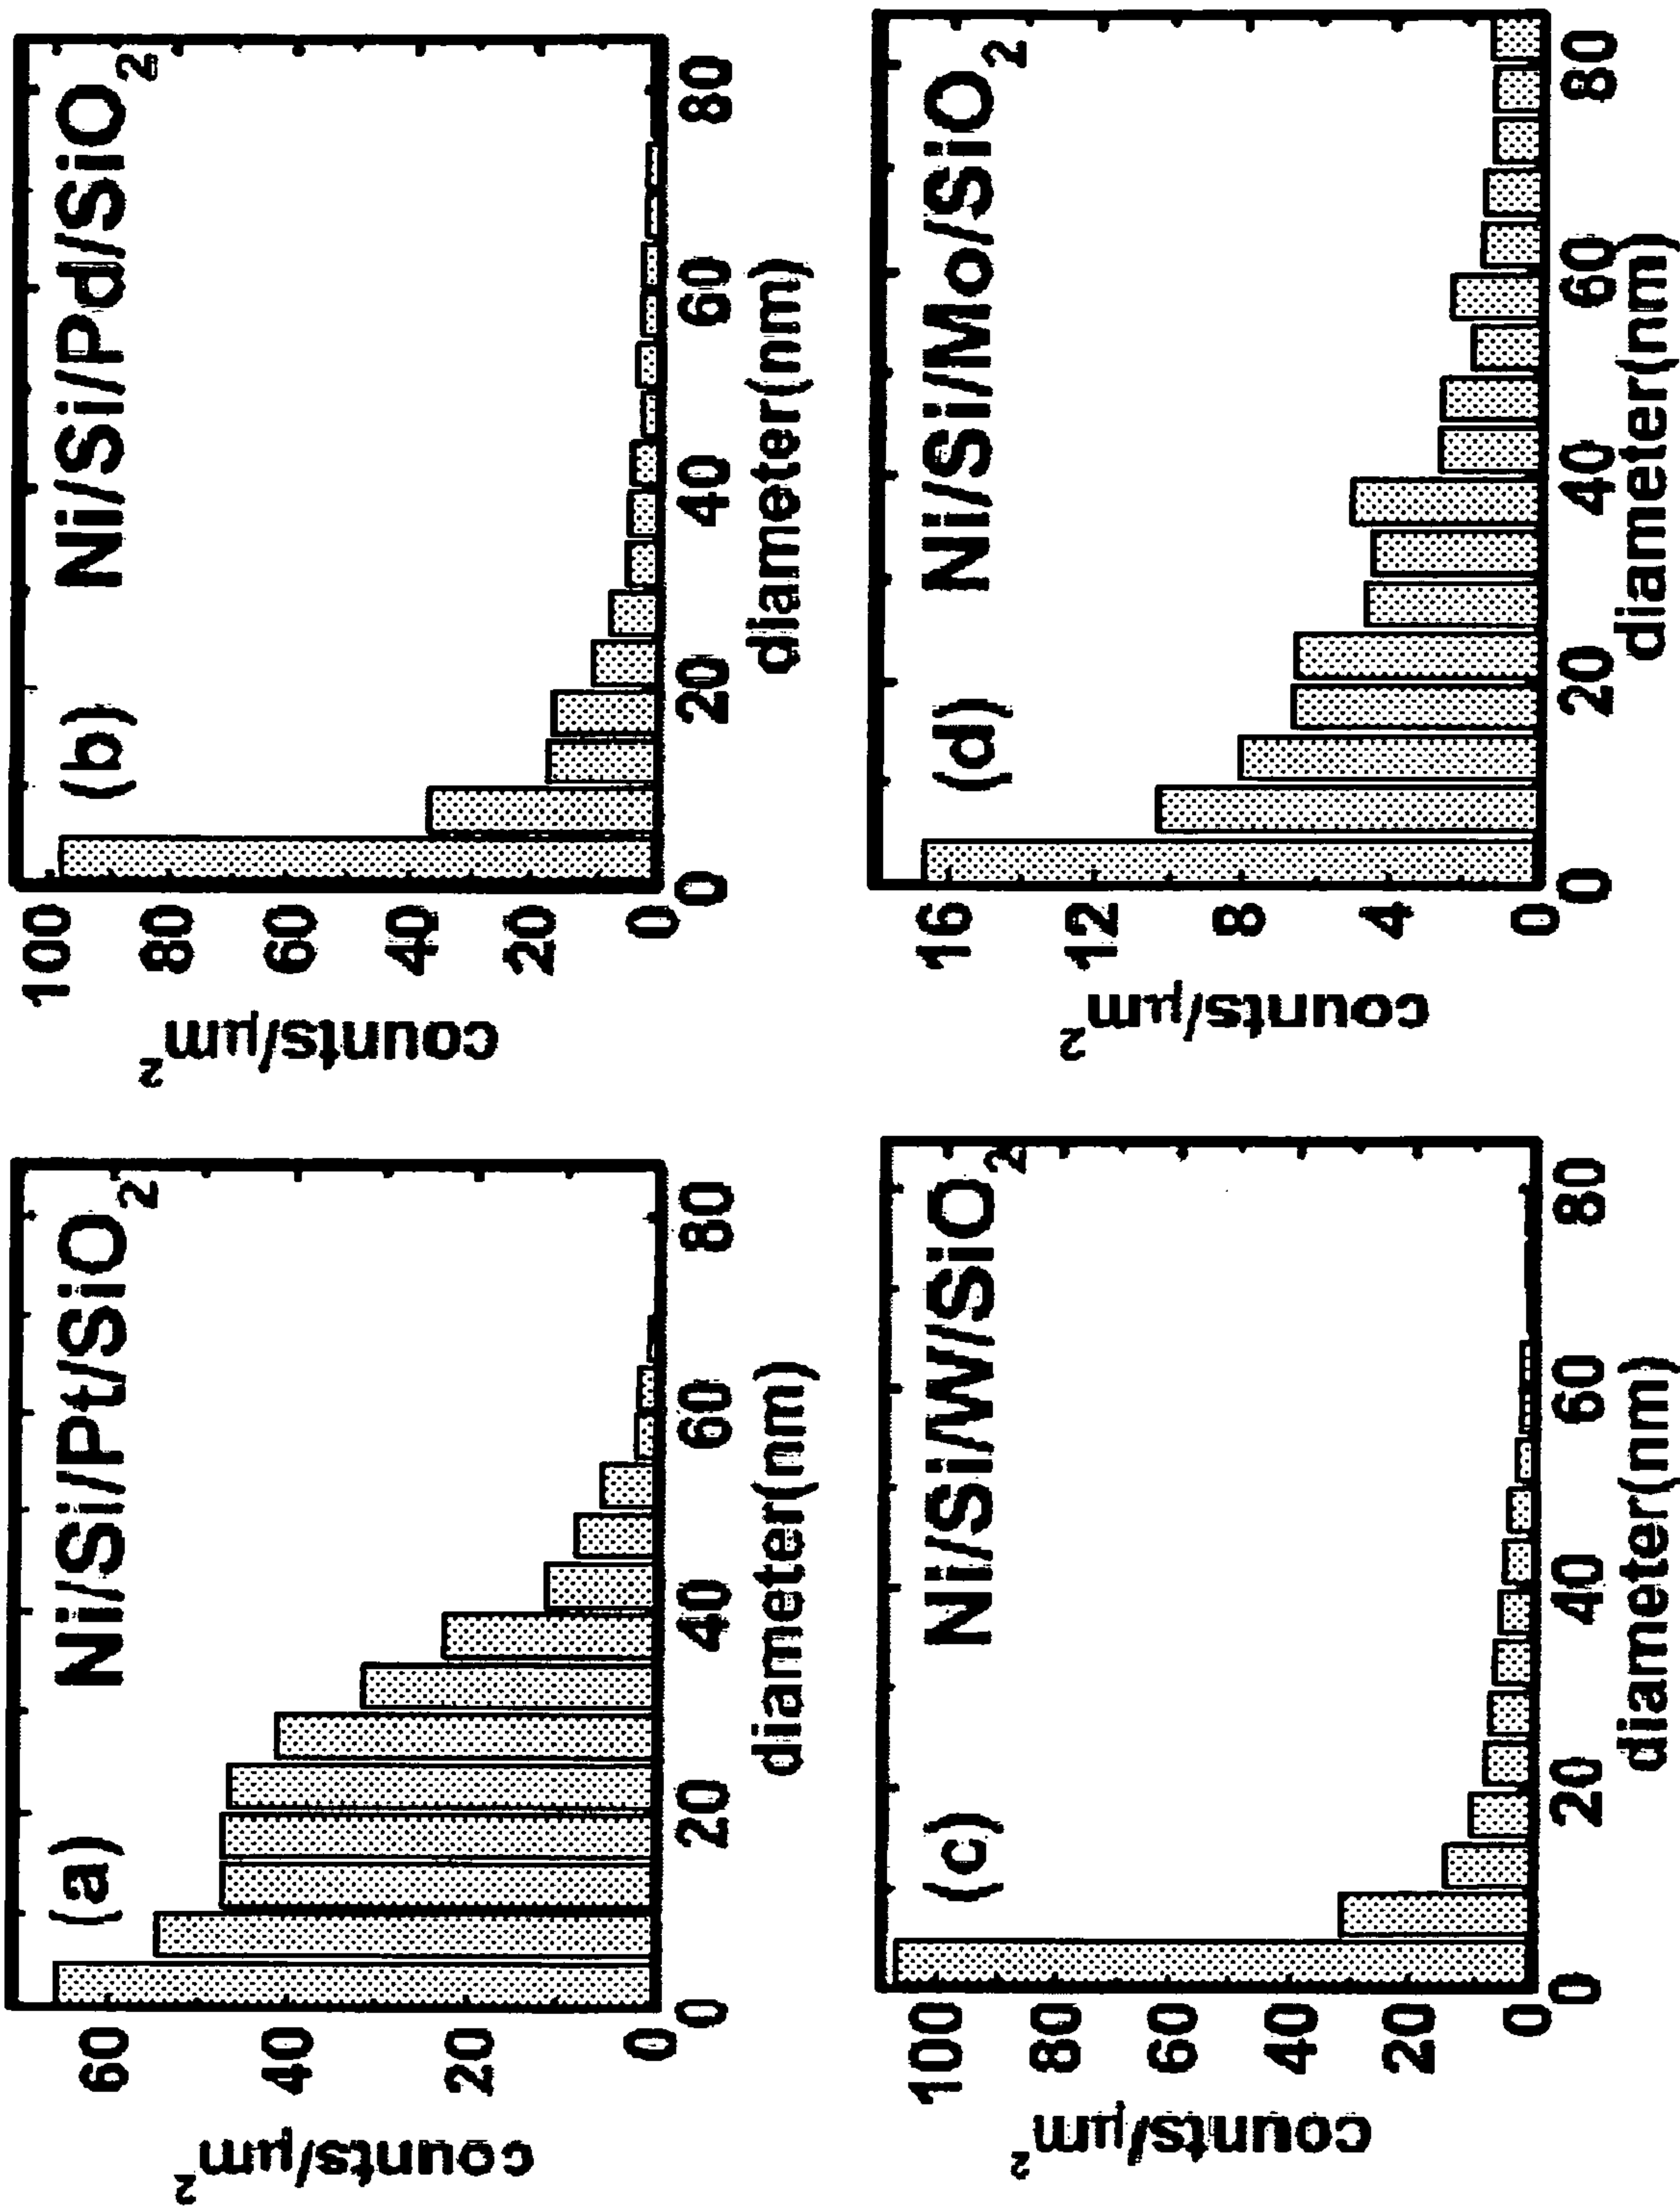 (a) Ni/Si/Pt/SiO2
counts/μm2
60
40
20
0
0 20 40 60 80
diameter(nm)
(b) Ni/Si/Pd/SiO2
counts/μm2
100
80
60
40
20
0
0 20 40 60 80
diameter(nm)
(c) Ni/Si/W/SiO2
counts/μm2
100
80
60
40
20
0
0 20 40 60 80
diameter(nm)
(d) Ni/Si/Mo/SiO2
counts/μm2
16
12
8
4
0
0 20 40 60 80
diameter(nm)